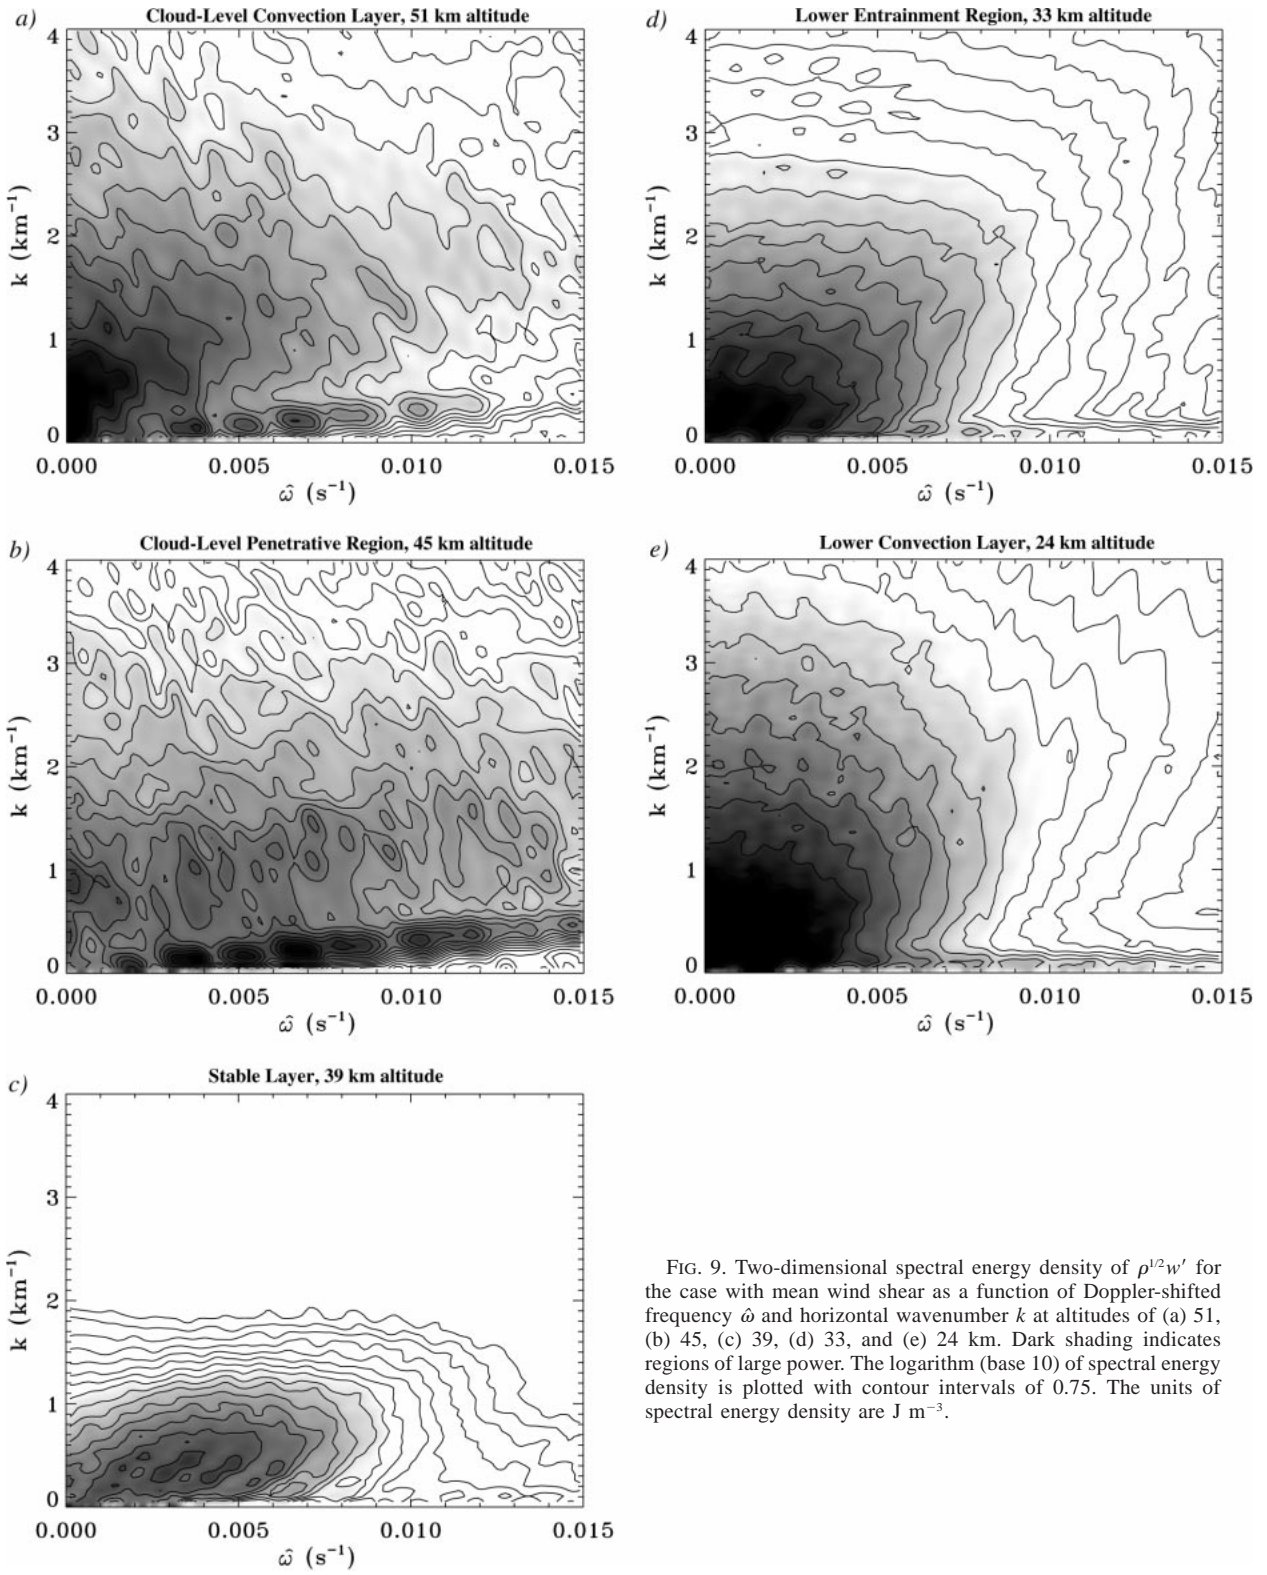 a) Cloud-Level Convection Layer, 51 km altitude
4
3
2
1
0
k (km⁻¹)
0.000 0.005 0.010 0.015
ω̂ (s⁻¹)
b) Cloud-Level Penetrative Region, 45 km altitude
4
3
2
1
0
k (km⁻¹)
0.000 0.005 0.010 0.015
ω̂ (s⁻¹)
c) Stable Layer, 39 km altitude
4
3
2
1
0
k (km⁻¹)
0.000 0.005 0.010 0.015
ω̂ (s⁻¹)
d) Lower Entrainment Region, 33 km altitude
4
3
2
1
0
k (km⁻¹)
0.000 0.005 0.010 0.015
ω̂ (s⁻¹)
e) Lower Convection Layer, 24 km altitude
4
3
2
1
0
k (km⁻¹)
0.000 0.005 0.010 0.015
ω̂ (s⁻¹)
FIG. 9. Two-dimensional spectral energy density of ρ^{1/2}w′ for
the case with mean wind shear as a function of Doppler-shifted
frequency ω̂ and horizontal wavenumber k at altitudes of (a) 51,
(b) 45, (c) 39, (d) 33, and (e) 24 km. Dark shading indicates
regions of large power. The logarithm (base 10) of spectral energy
density is plotted with contour intervals of 0.75. The units of
spectral energy density are J m⁻³.